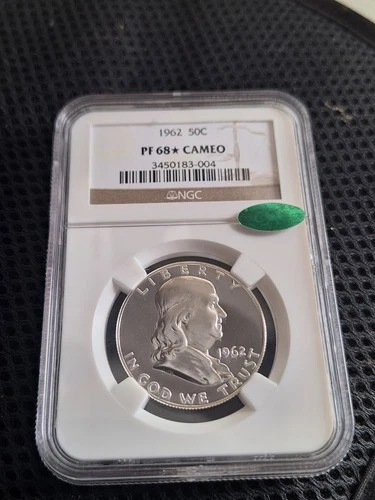 1962 50C
PF 68★ CAMEO
3450183-004
NGC
LIBERTY
1962
IN GOD WE TRUST